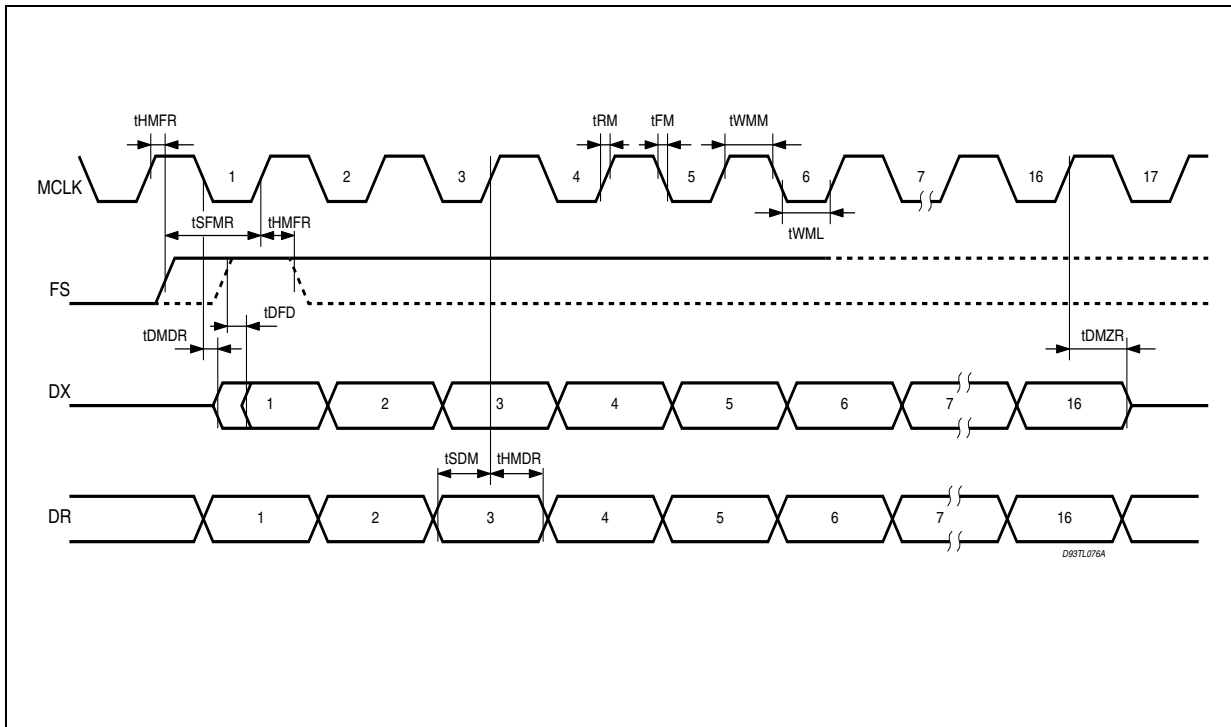 tHMFR tRM tFM tWMM
MCLK 1 2 3 4 5 6 7 16 17
tSFMR tHMFR tWML
FS
tDFD
tDMDR tDMZR
DX 1 2 3 4 5 6 7 16
tSDM tHMDR
DR 1 2 3 4 5 6 7 16
D93TL076A